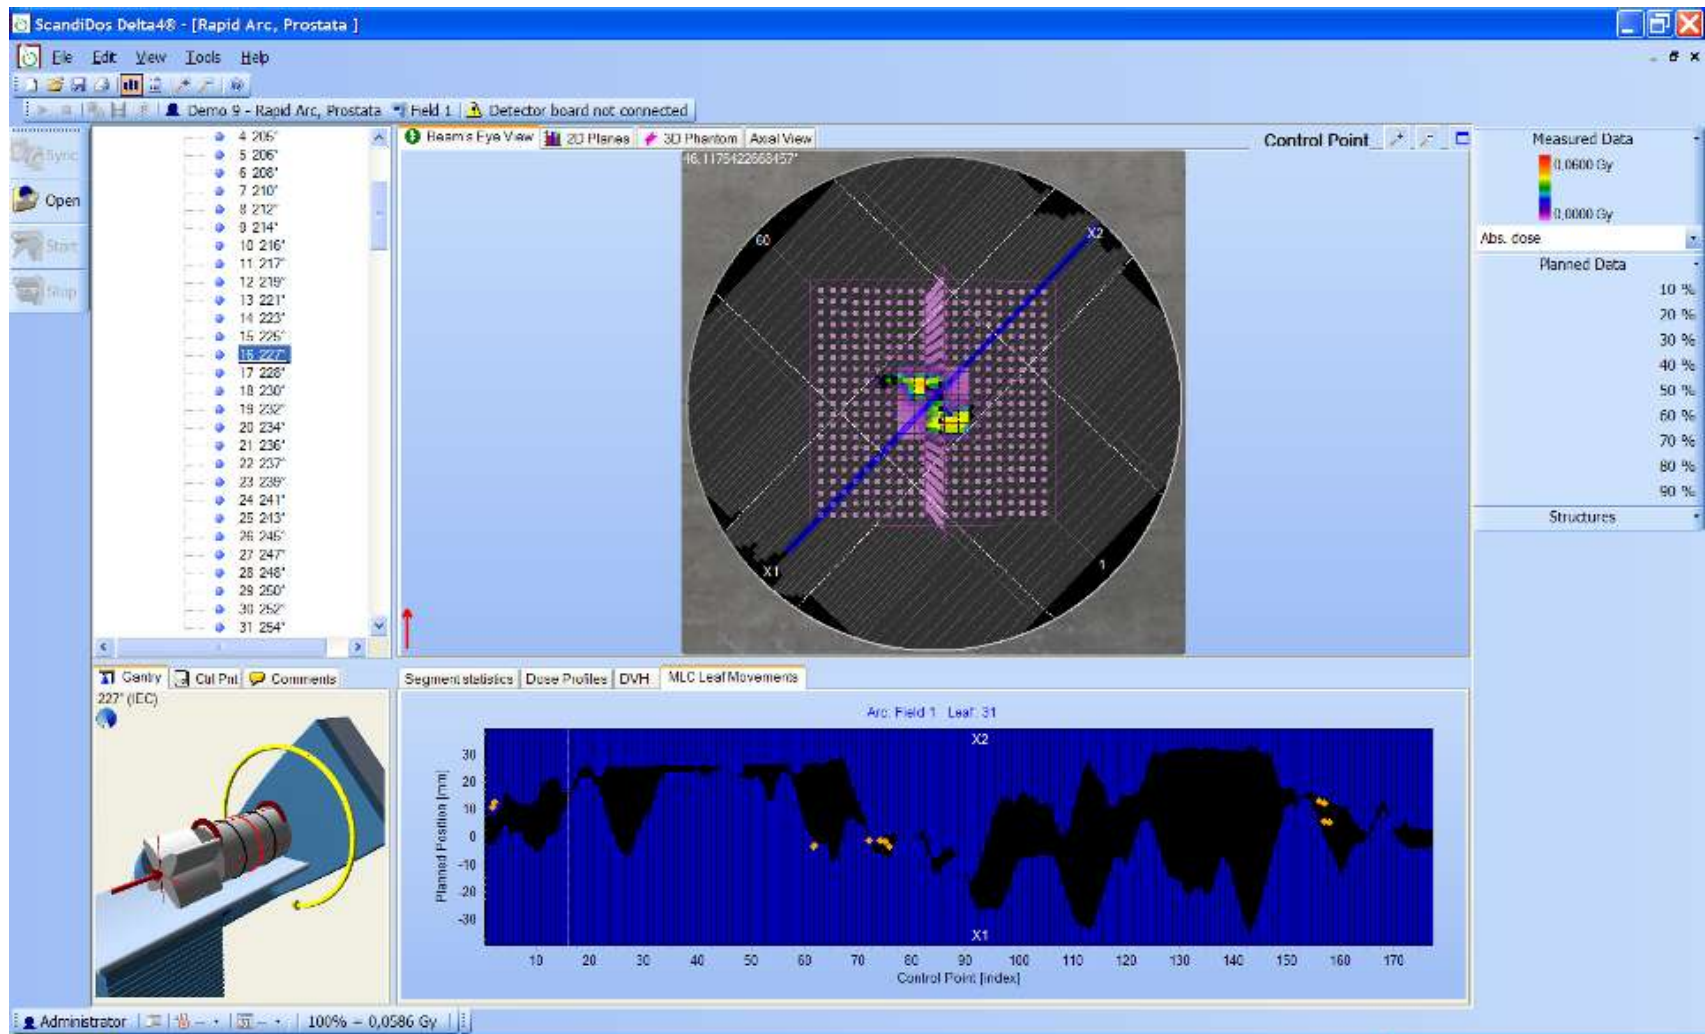 ScandiDos Delta4® - [Rapid Arc, Prostata ]
File Edit View Tools Help
Demo 9 - Rapid Arc, Prostata Field 1 Detector board not connected
Sync
Open
Start
Stop
4 205°
5 206°
6 208°
7 210°
8 212°
9 214°
10 216°
11 217°
12 219°
13 221°
14 223°
15 225°
16 227°
17 228°
18 230°
19 232°
20 234°
21 236°
22 237°
23 239°
24 241°
25 243°
26 245°
27 247°
28 248°
29 250°
30 252°
31 254°
Beam's Eye View 2D Planes 3D Phantom Axial View
Control Point
46,1175422668457°
60
X2
X1
1
Measured Data
0,0600 Gy
0,0000 Gy
Abs. dose
Planned Data
10 %
20 %
30 %
40 %
50 %
60 %
70 %
80 %
90 %
Structures
Gantry Ctrl Pnt Comments
227° (IEC)
Segment statistics Dose Profiles DVH MLC Leaf Movements
Arc: Field 1 Leaf: 31
X2
Planned Position [mm]
30
20
10
0
-10
-20
-30
X1
10 20 30 40 50 60 70 80 90 100 110 120 130 140 150 160 170
Control Point [index]
Administrator 31 100% = 0,0586 Gy